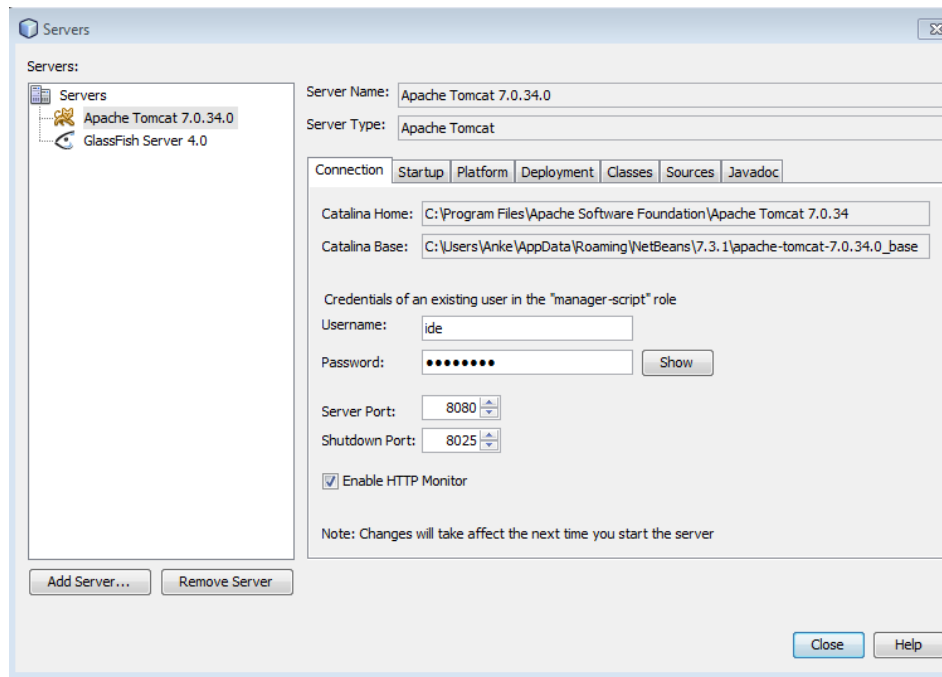 Servers
Servers:
Servers
Apache Tomcat 7.0.34.0
GlassFish Server 4.0
Server Name: Apache Tomcat 7.0.34.0
Server Type: Apache Tomcat
Connection Startup Platform Deployment Classes Sources Javadoc
Catalina Home: C:\Program Files\Apache Software Foundation\Apache Tomcat 7.0.34
Catalina Base: C:\Users\Anke\AppData\Roaming\NetBeans\7.3.1\apache-tomcat-7.0.34.0_base
Credentials of an existing user in the "manager-script" role
Username: ide
Password: ●●●●●●●● Show
Server Port: 8080
Shutdown Port: 8025
Enable HTTP Monitor
Note: Changes will take affect the next time you start the server
Add Server... Remove Server
Close Help